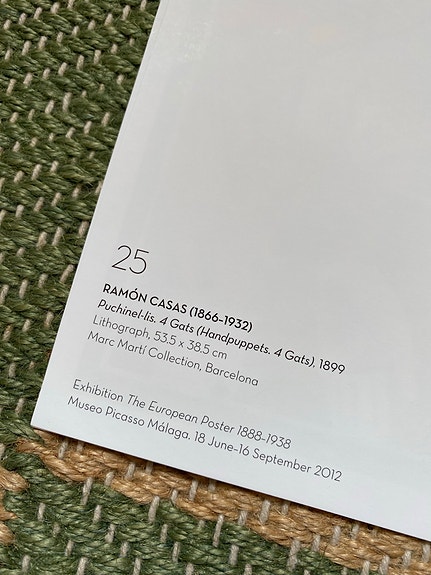 25
RAMÓN CASAS (1866–1932)
Puchinel·lis. 4 Gats (Handpuppets. 4 Gats), 1899
Lithograph, 53.5 x 38.5 cm
Marc Martí Collection, Barcelona
Exhibition The European Poster 1888–1938
Museo Picasso Málaga. 18 June–16 September 2012